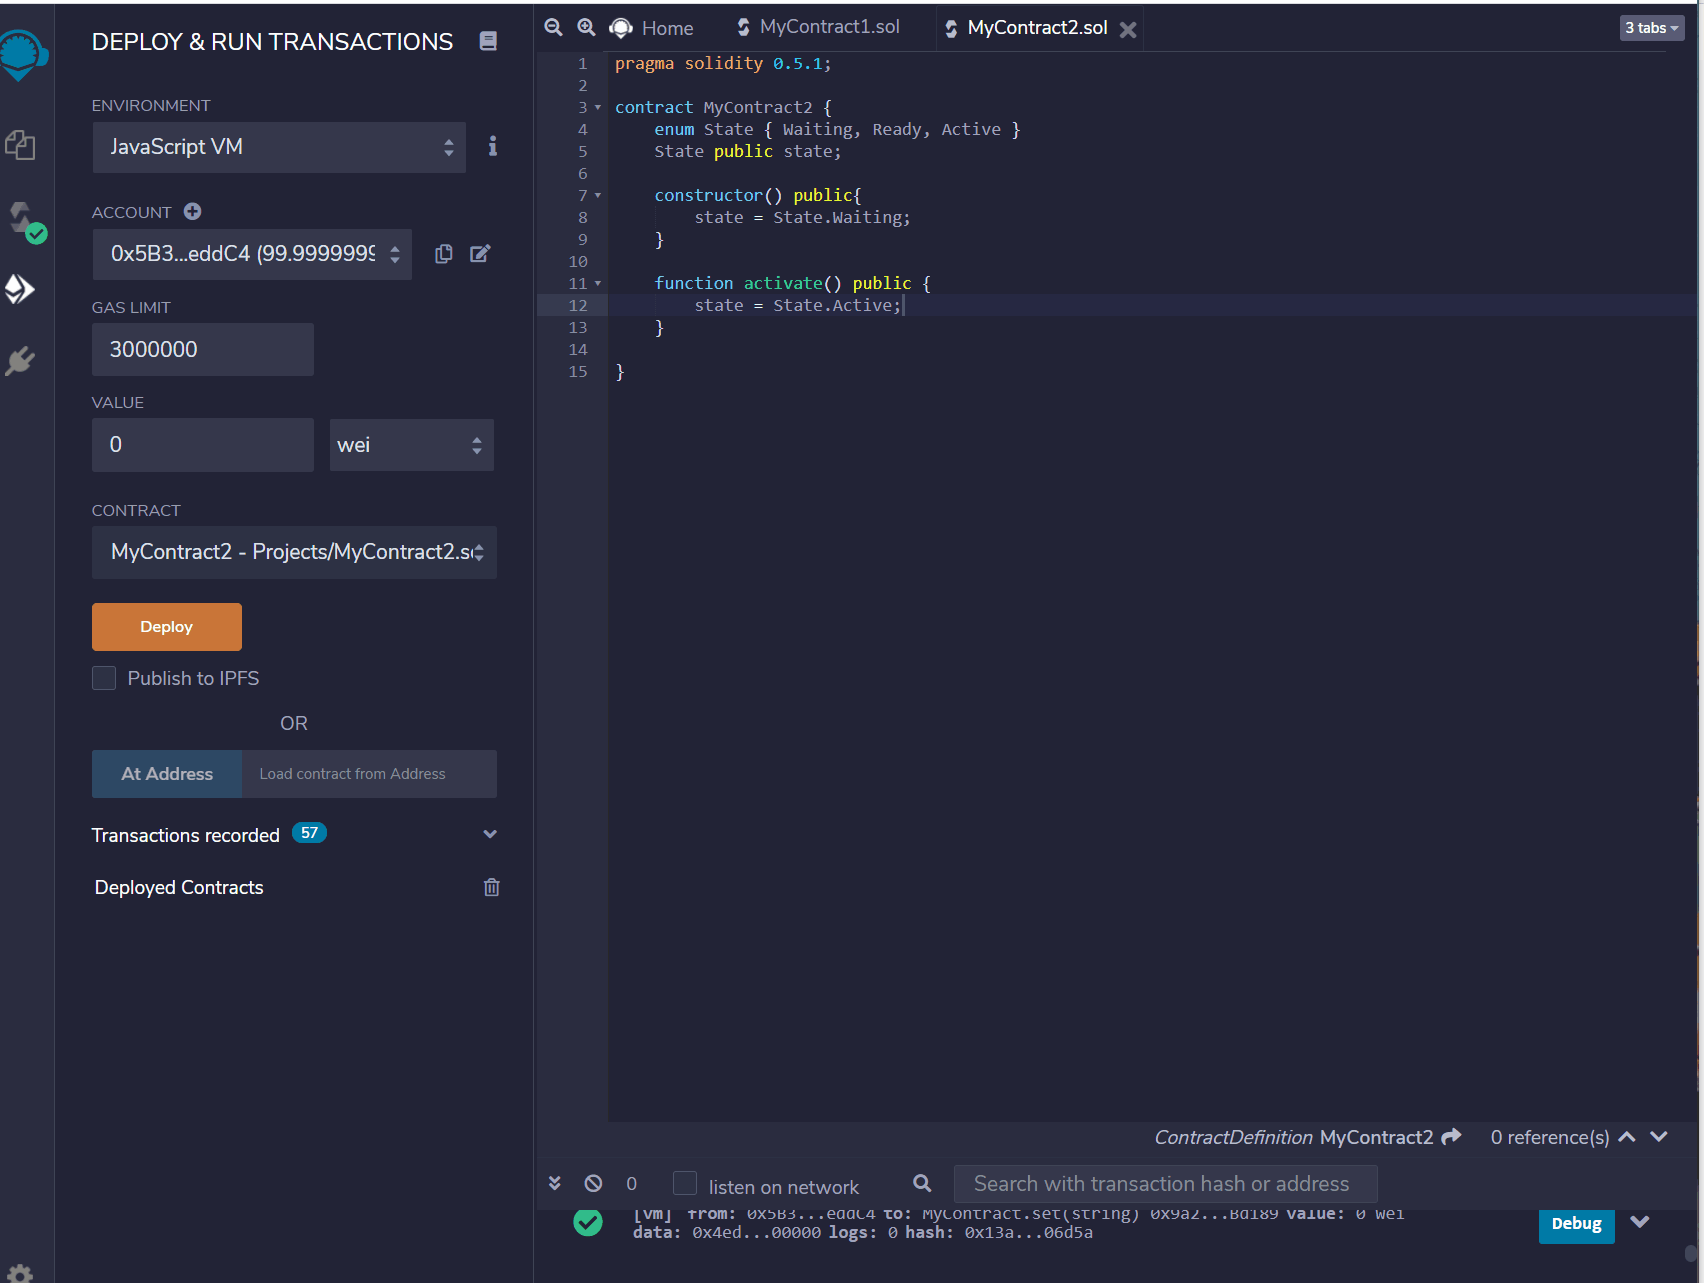 DEPLOY & RUN TRANSACTIONS
ENVIRONMENT
JavaScript VM
ACCOUNT
0x5B3...eddC4 (99.9999999
GAS LIMIT
3000000
VALUE
0
wei
CONTRACT
MyContract2 - Projects/MyContract2.s
Deploy
Publish to IPFS
OR
At Address
Load contract from Address
Transactions recorded 57
Deployed Contracts
Home
MyContract1.sol
MyContract2.sol
3 tabs
1 pragma solidity 0.5.1;
2
3 contract MyContract2 {
4 enum State { Waiting, Ready, Active }
5 State public state;
6
7 constructor() public{
8 state = State.Waiting;
9 }
10
11 function activate() public {
12 state = State.Active;
13 }
14
15 }
ContractDefinition MyContract2 0 reference(s)
0 listen on network Search with transaction hash or address
[vm] from: 0x5B3...eddC4 to: MyContract.set(string) 0x9a2...Bd189 value: 0 wei
data: 0x4ed...00000 logs: 0 hash: 0x13a...06d5a
Debug